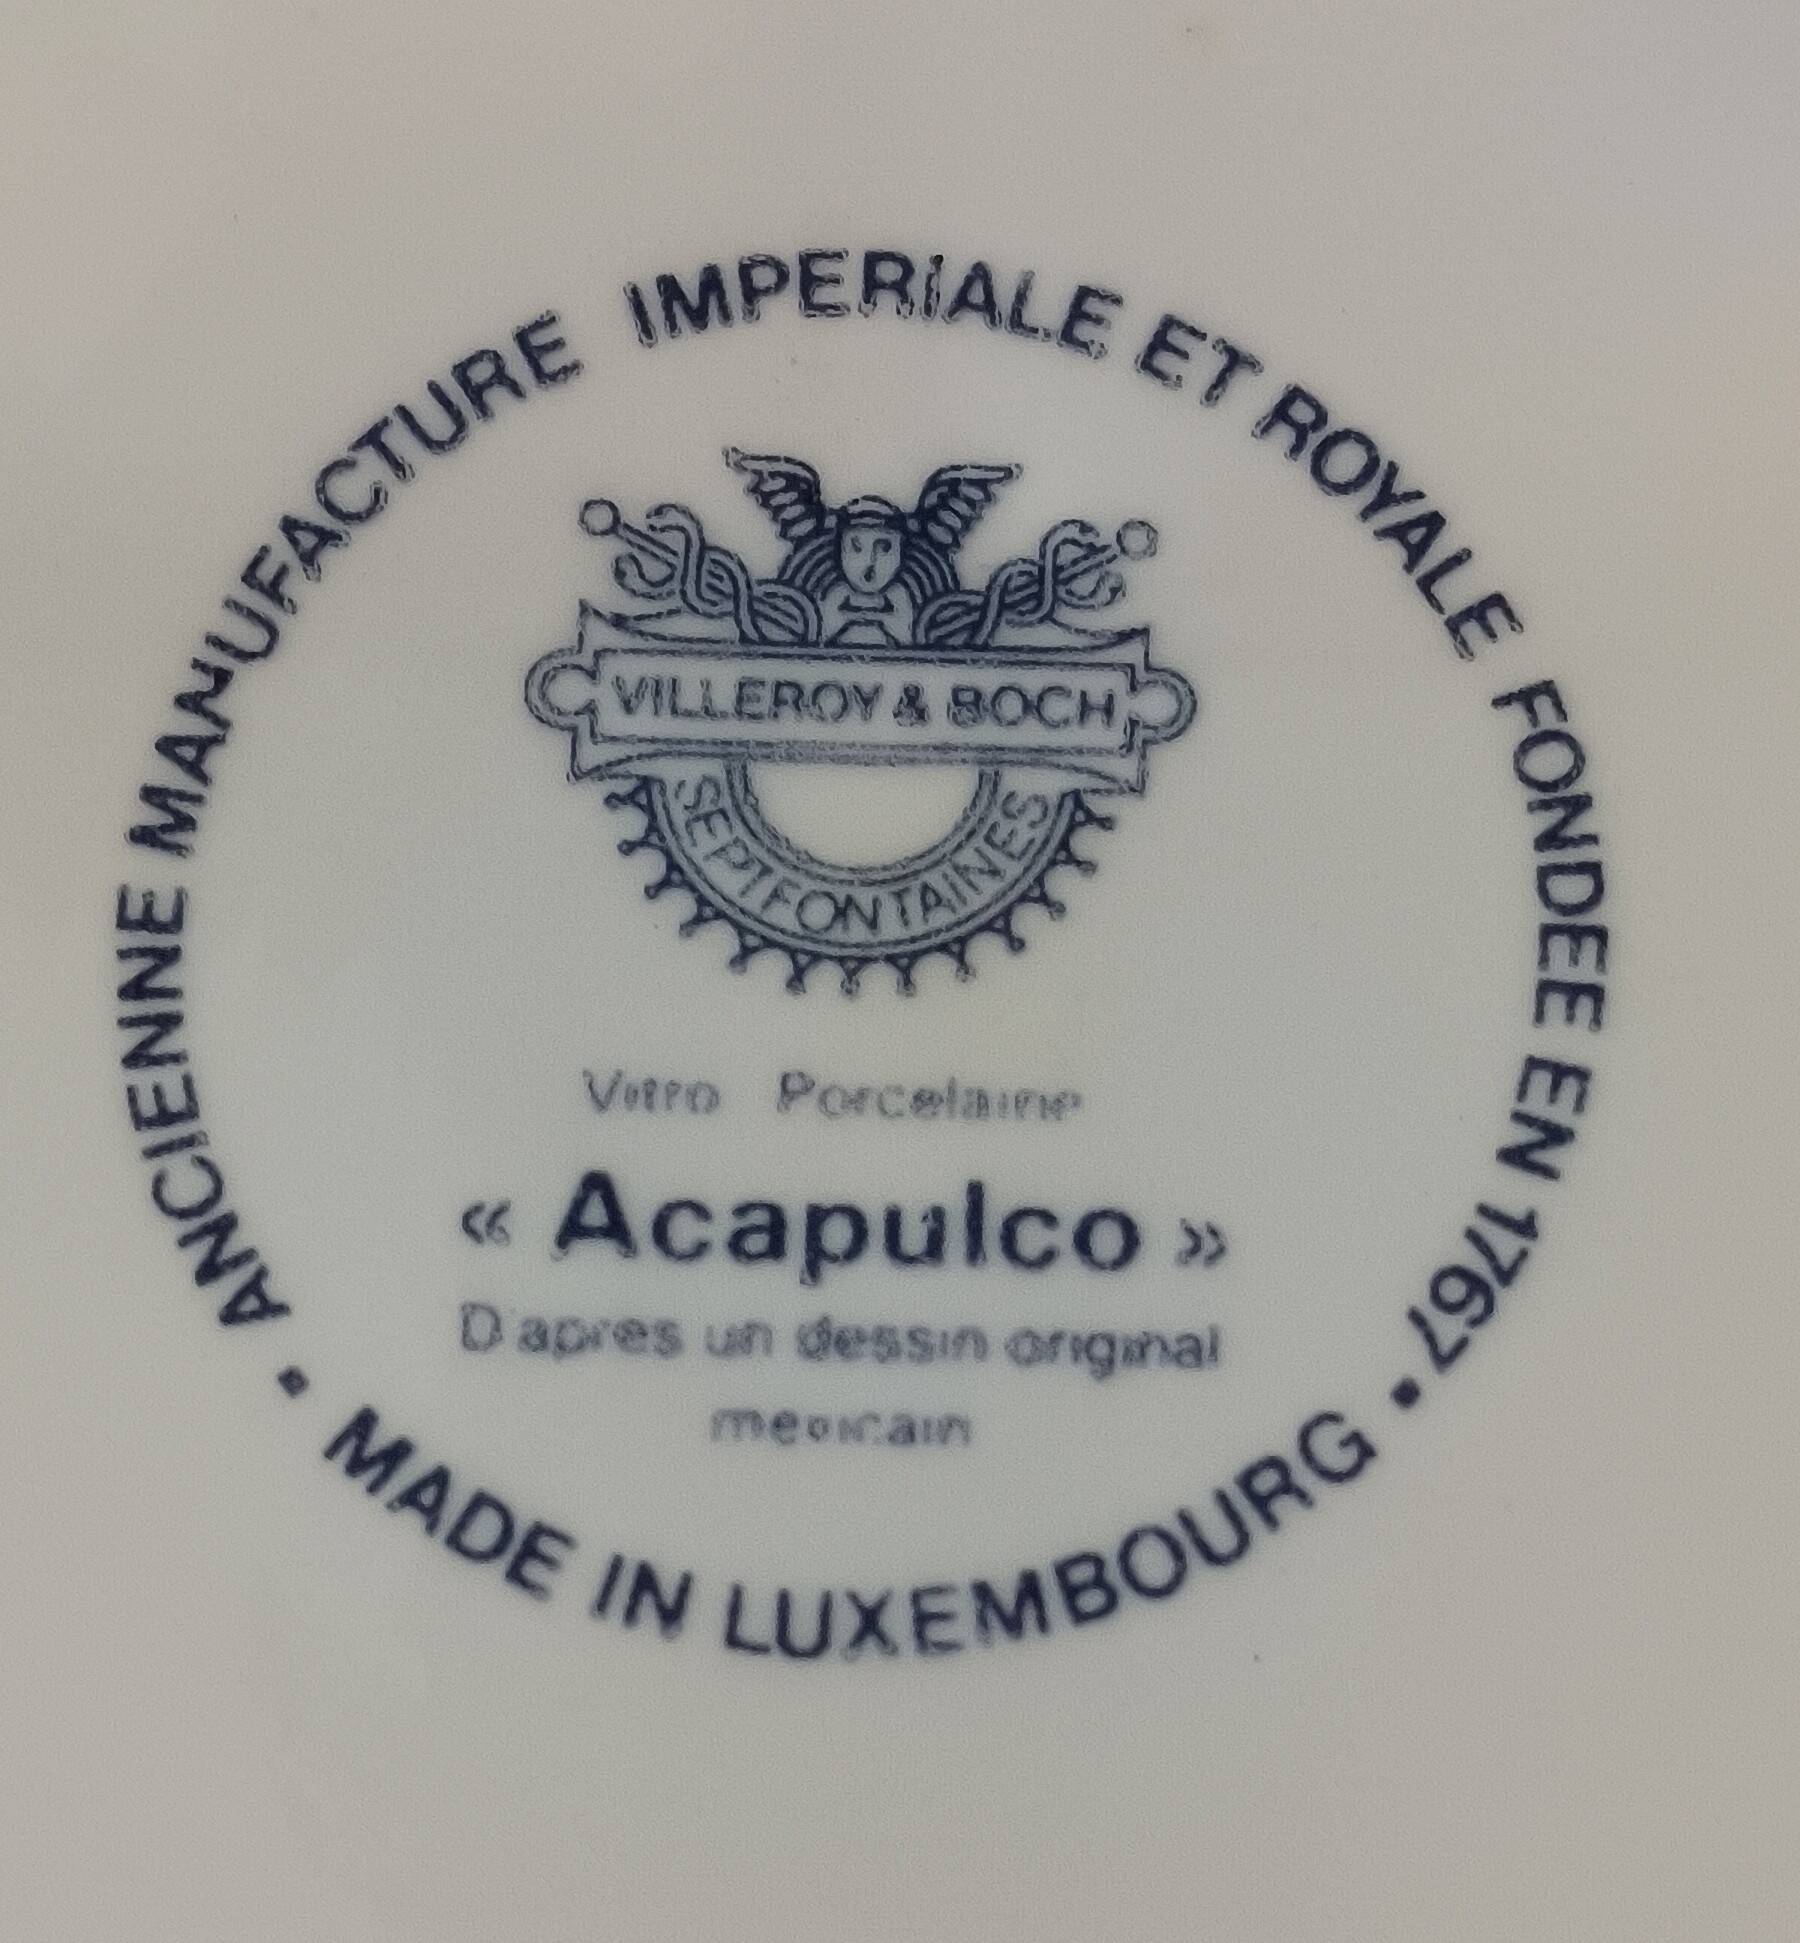 ANCIENNE MANUFACTURE IMPERIALE ET ROYALE FONDEE EN 1767 •
VILLEROY & BOCH
SEPTFONTAINES
Vitro Porcelaine
« Acapulco »
D'apres un dessin original
mexicain
• MADE IN LUXEMBOURG